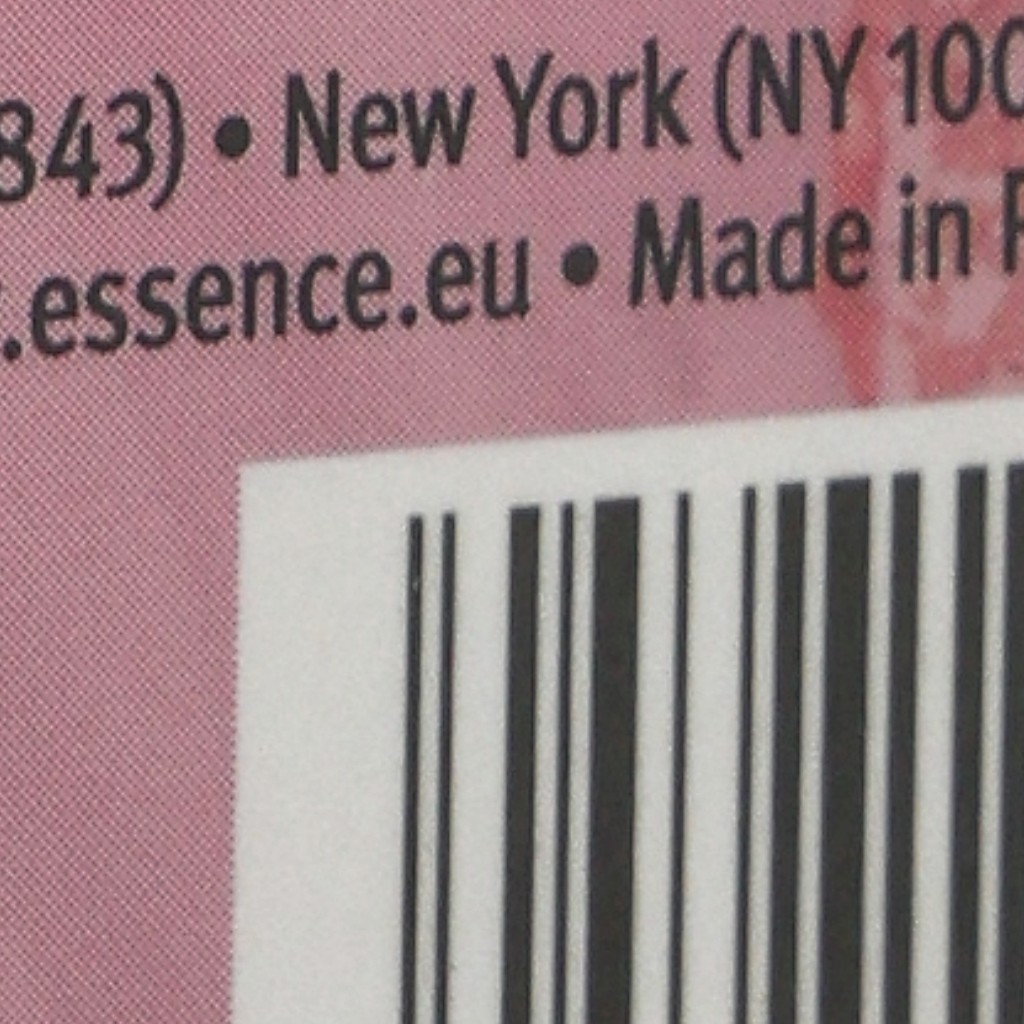 843) • New York (NY 100
.essence.eu • Made in